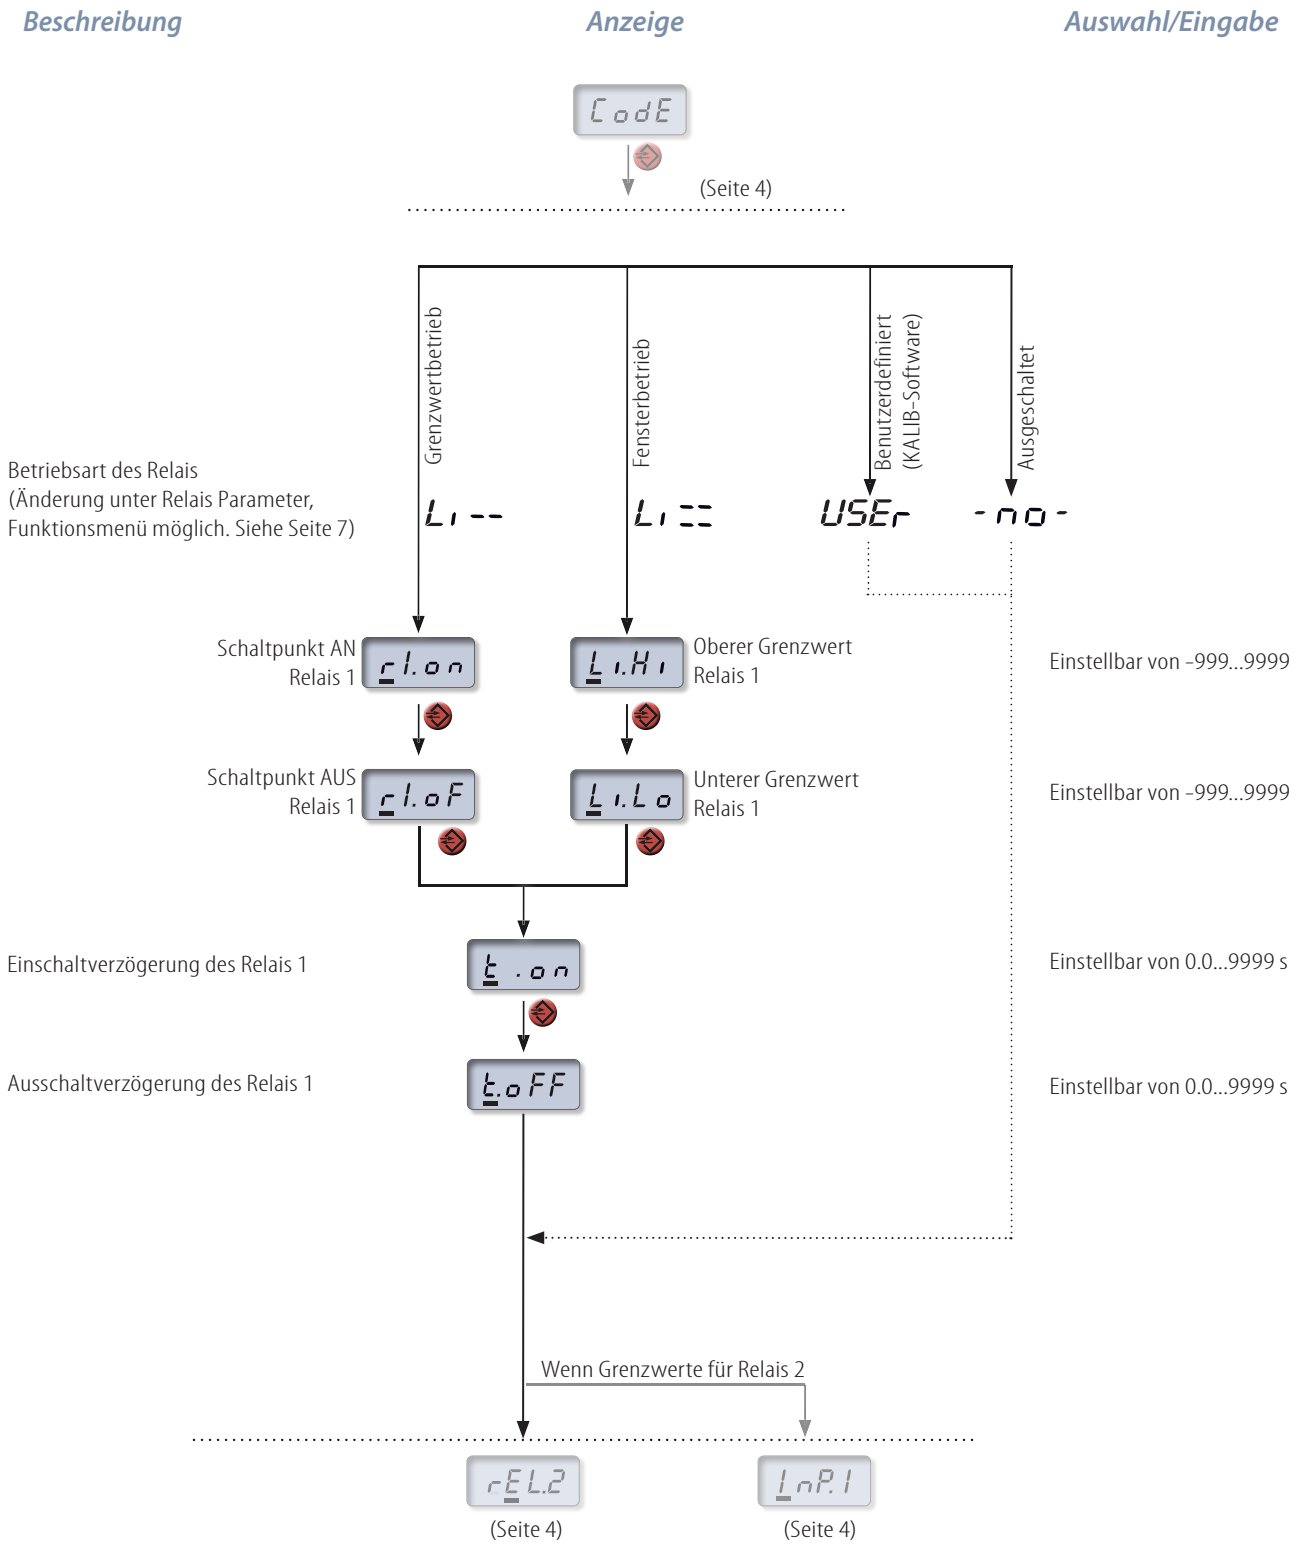 Beschreibung
Anzeige
Auswahl/Eingabe
CodE
(Seite 4)
Grenzwertbetrieb
Fensterbetrieb
Benutzerdefiniert
(KALIB-Software)
Ausgeschaltet
Betriebsart des Relais
(Änderung unter Relais Parameter,
Funktionsmenü möglich. Siehe Seite 7)
Li --
Li ==
USEr
-no-
Schaltpunkt AN
Relais 1
r1.on
Li.Hi
Oberer Grenzwert
Relais 1
Einstellbar von -999...9999
Schaltpunkt AUS
Relais 1
r1.oF
Li.Lo
Unterer Grenzwert
Relais 1
Einstellbar von -999...9999
Einschaltverzögerung des Relais 1
t .on
Einstellbar von 0.0...9999 s
Ausschaltverzögerung des Relais 1
t.oFF
Einstellbar von 0.0...9999 s
Wenn Grenzwerte für Relais 2
rEL.2
InP.1
(Seite 4)
(Seite 4)